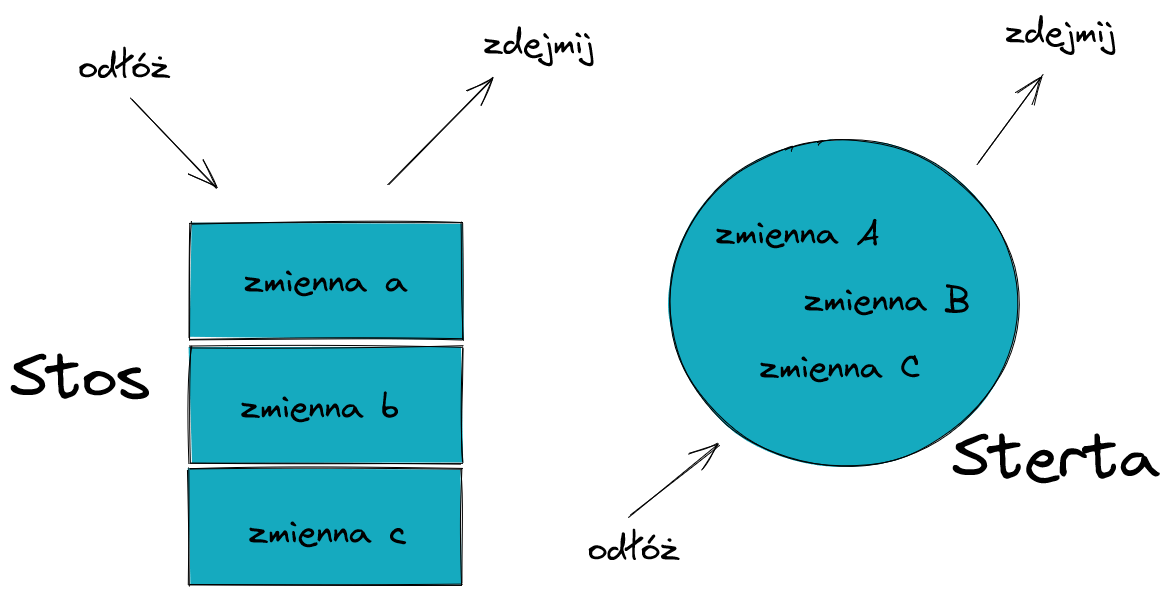 odłóż
zdejmij
zmienna a
Stos
zmienna b
zmienna c
zdejmij
zmienna A
zmienna B
zmienna C
Sterta
odłóż